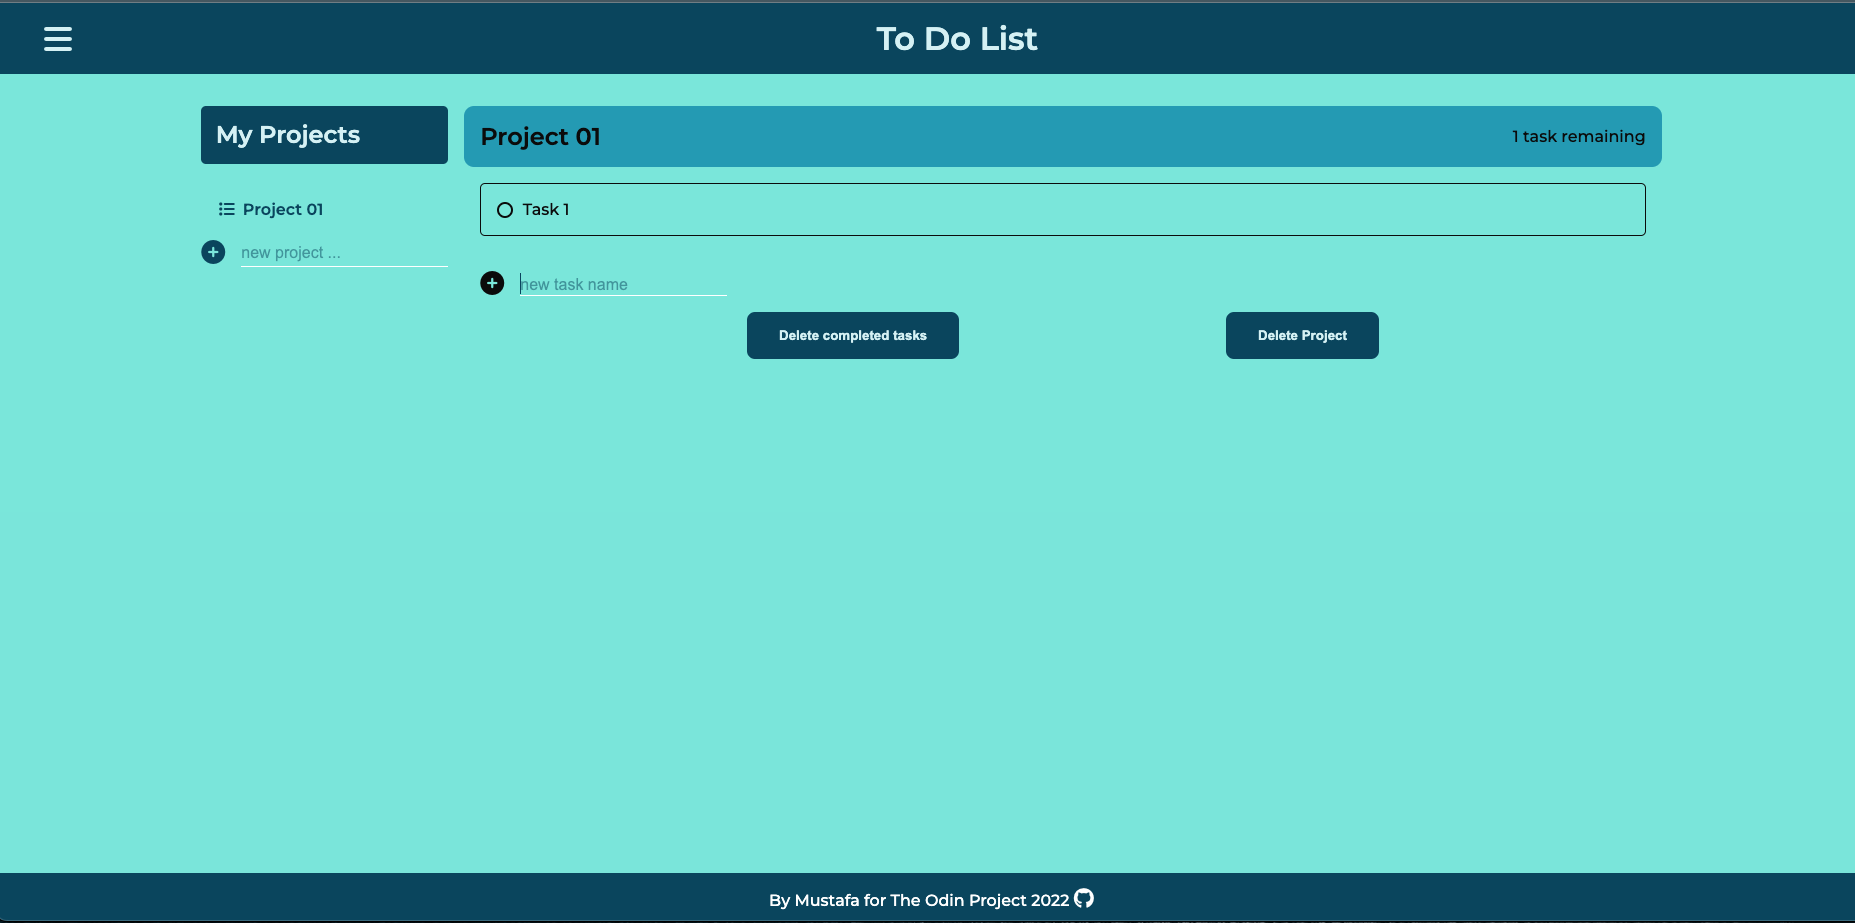 To Do List
My Projects
Project 01
new project ...
Project 01
1 task remaining
Task 1
new task name
Delete completed tasks
Delete Project
By Mustafa for The Odin Project 2022